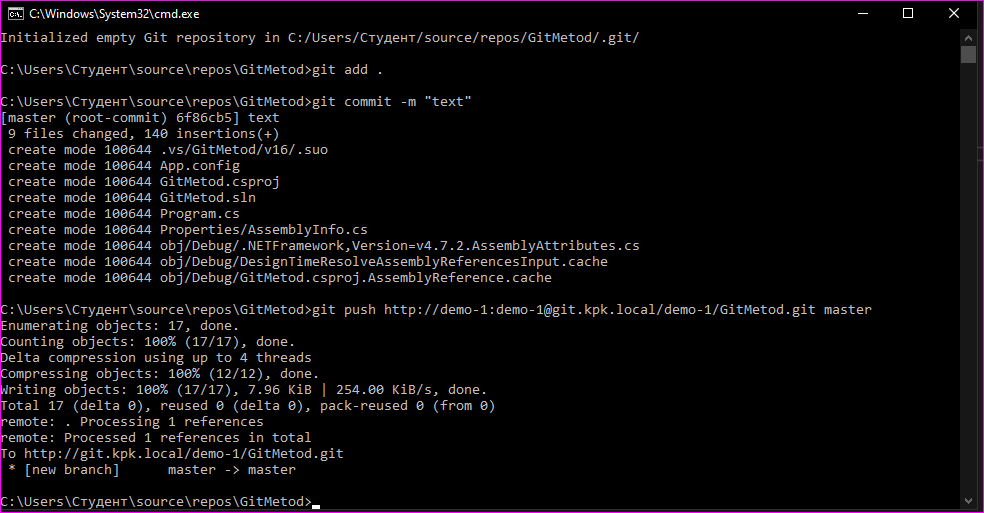 C:\Windows\System32\cmd.exe
Initialized empty Git repository in C:/Users/Студент/source/repos/GitMetod/.git/
C:\Users\Студент\source\repos\GitMetod>git add .
C:\Users\Студент\source\repos\GitMetod>git commit -m "text"
[master (root-commit) 6f86cb5] text
 9 files changed, 140 insertions(+)
 create mode 100644 .vs/GitMetod/v16/.suo
 create mode 100644 App.config
 create mode 100644 GitMetod.csproj
 create mode 100644 GitMetod.sln
 create mode 100644 Program.cs
 create mode 100644 Properties/AssemblyInfo.cs
 create mode 100644 obj/Debug/.NETFramework,Version=v4.7.2.AssemblyAttributes.cs
 create mode 100644 obj/Debug/DesignTimeResolveAssemblyReferencesInput.cache
 create mode 100644 obj/Debug/GitMetod.csproj.AssemblyReference.cache
C:\Users\Студент\source\repos\GitMetod>git push http://demo-1:demo-1@git.kpk.local/demo-1/GitMetod.git master
Enumerating objects: 17, done.
Counting objects: 100% (17/17), done.
Delta compression using up to 4 threads
Compressing objects: 100% (12/12), done.
Writing objects: 100% (17/17), 7.96 KiB | 254.00 KiB/s, done.
Total 17 (delta 0), reused 0 (delta 0), pack-reused 0 (from 0)
remote: . Processing 1 references
remote: Processed 1 references in total
To http://git.kpk.local/demo-1/GitMetod.git
 * [new branch]      master -> master
C:\Users\Студент\source\repos\GitMetod>